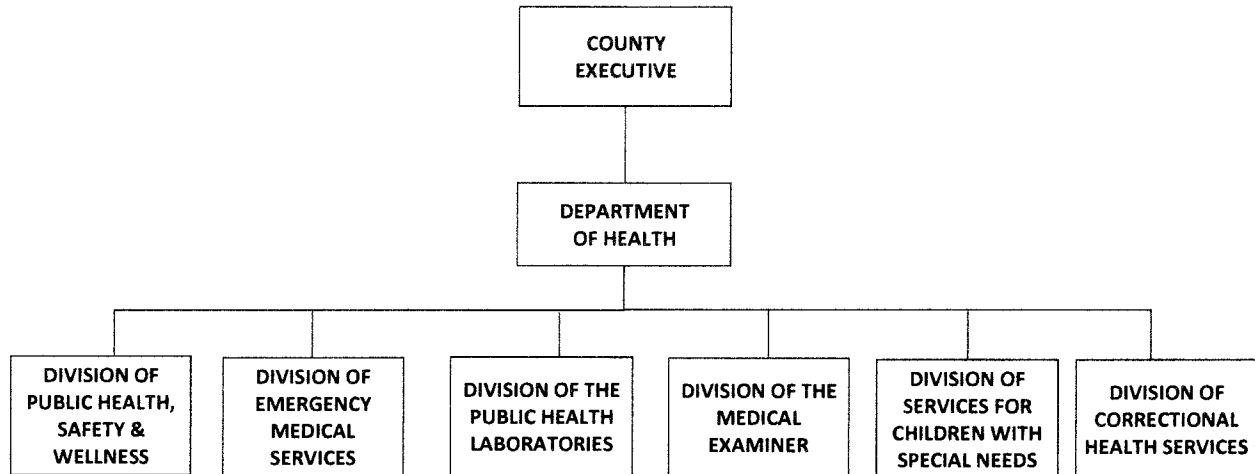 COUNTY
EXECUTIVE
DEPARTMENT
OF HEALTH
DIVISION OF
PUBLIC HEALTH,
SAFETY &
WELLNESS
DIVISION OF
EMERGENCY
MEDICAL
SERVICES
DIVISION OF THE
PUBLIC HEALTH
LABORATORIES
DIVISION OF THE
MEDICAL
EXAMINER
DIVISION OF
SERVICES FOR
CHILDREN WITH
SPECIAL NEEDS
DIVISION OF
CORRECTIONAL
HEALTH SERVICES